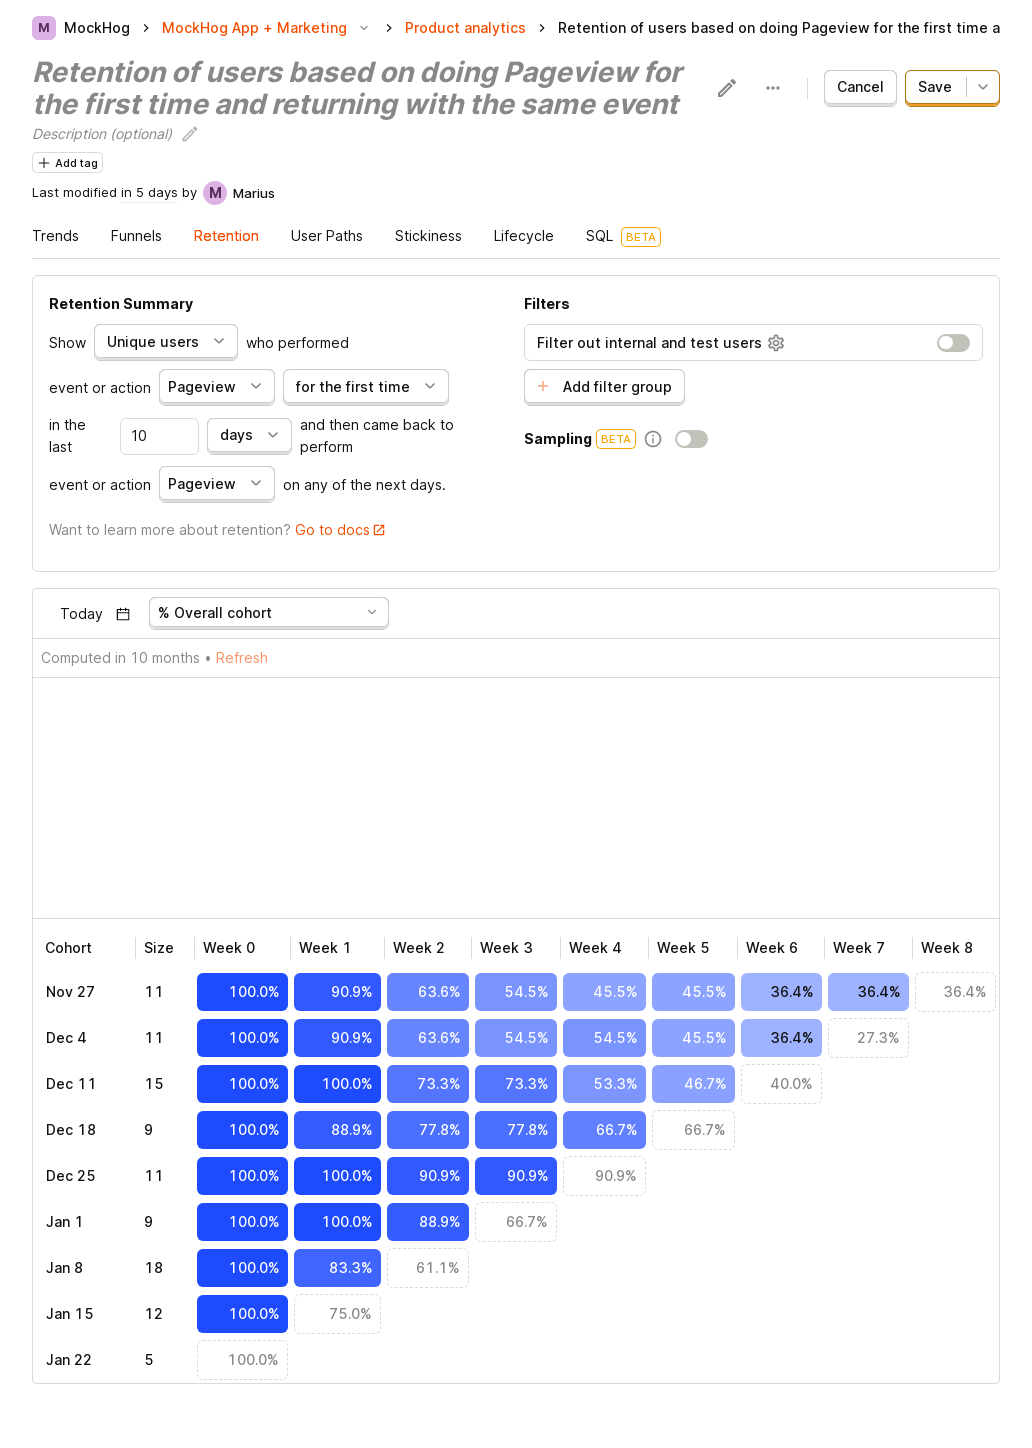 M MockHog > MockHog App + Marketing > Product analytics > Retention of users based on doing Pageview for the first time a
Retention of users based on doing Pageview for
the first time and returning with the same event
Cancel Save
Description (optional)
+ Add tag
Last modified in 5 days by M Marius
Trends Funnels Retention User Paths Stickiness Lifecycle SQL BETA
Retention Summary
Show Unique users who performed
event or action Pageview for the first time
in the last 10 days and then came back to perform
event or action Pageview on any of the next days.
Want to learn more about retention? Go to docs
Filters
Filter out internal and test users
+ Add filter group
Sampling BETA
Today % Overall cohort
Computed in 10 months • Refresh
Cohort Size Week 0 Week 1 Week 2 Week 3 Week 4 Week 5 Week 6 Week 7 Week 8
Nov 27 11 100.0% 90.9% 63.6% 54.5% 45.5% 45.5% 36.4% 36.4% 36.4%
Dec 4 11 100.0% 90.9% 63.6% 54.5% 54.5% 45.5% 36.4% 27.3%
Dec 11 15 100.0% 100.0% 73.3% 73.3% 53.3% 46.7% 40.0%
Dec 18 9 100.0% 88.9% 77.8% 77.8% 66.7% 66.7%
Dec 25 11 100.0% 100.0% 90.9% 90.9% 90.9%
Jan 1 9 100.0% 100.0% 88.9% 66.7%
Jan 8 18 100.0% 83.3% 61.1%
Jan 15 12 100.0% 75.0%
Jan 22 5 100.0%